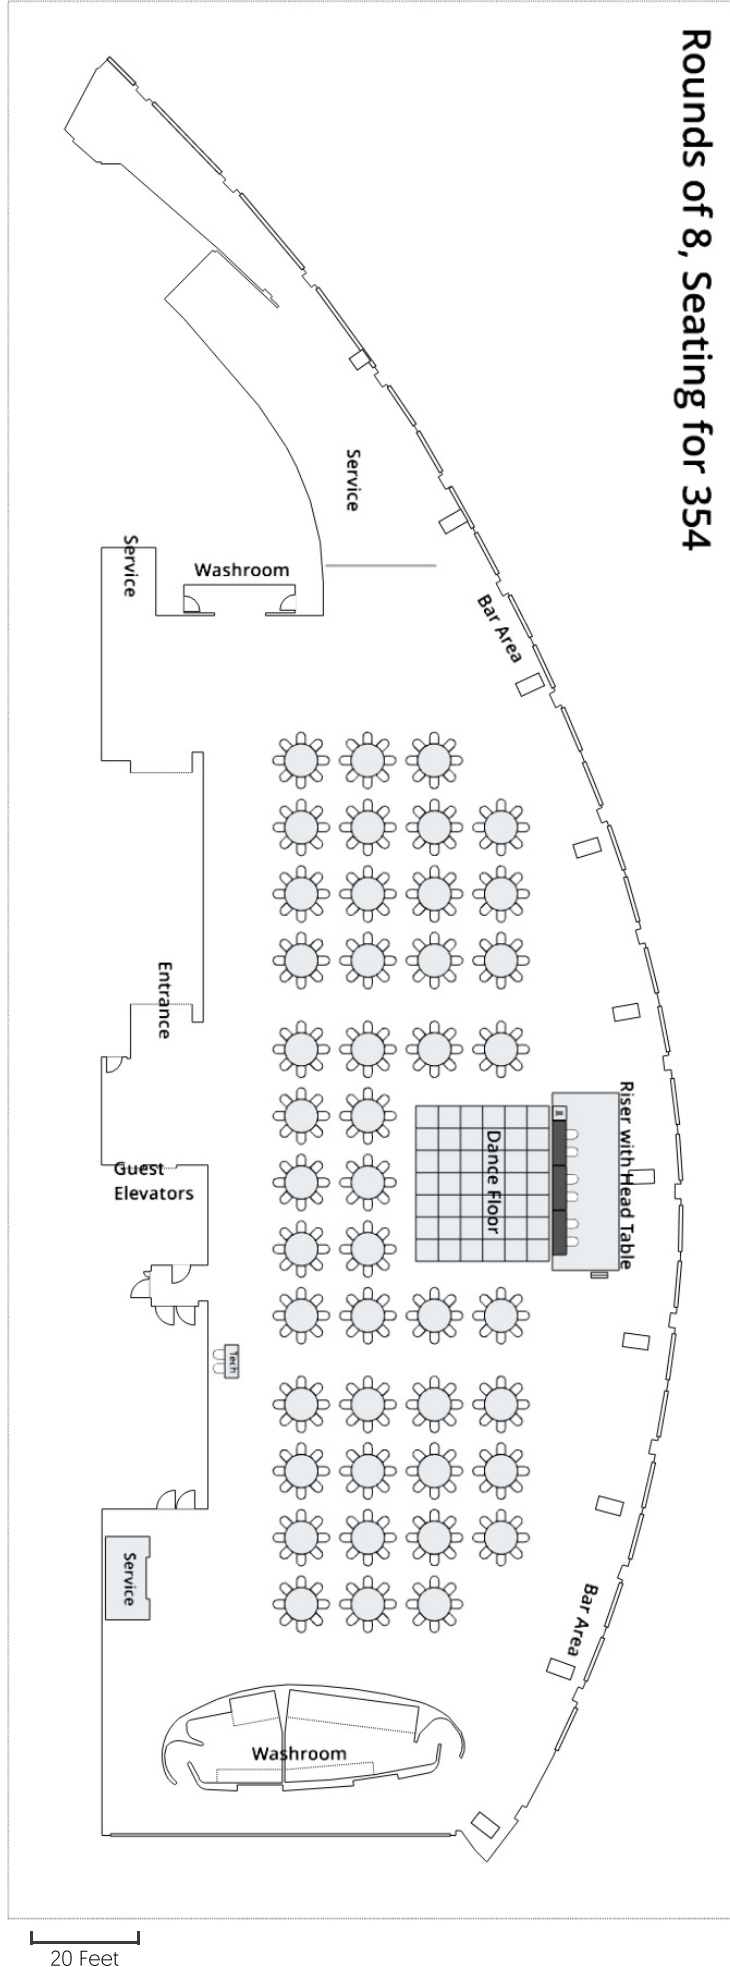 Rounds of 8, Seating for 354
Service
Service
Washroom
Bar Area
Entrance
Riser with Head Table
Dance Floor
Guest
Elevators
Tech
Service
Bar Area
Washroom
20 Feet